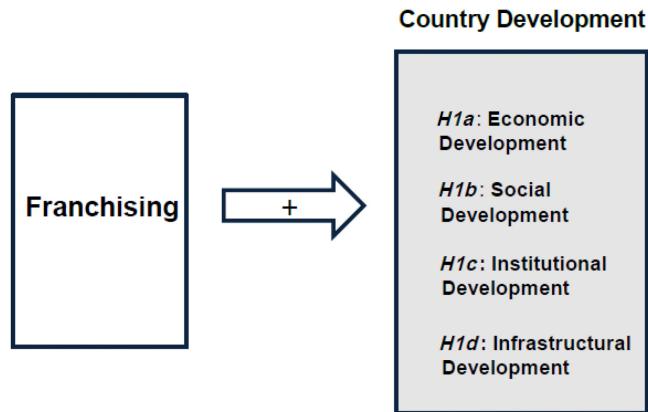 Country Development
Franchising
+
H1a: Economic
Development
H1b: Social
Development
H1c: Institutional
Development
H1d: Infrastructural
Development